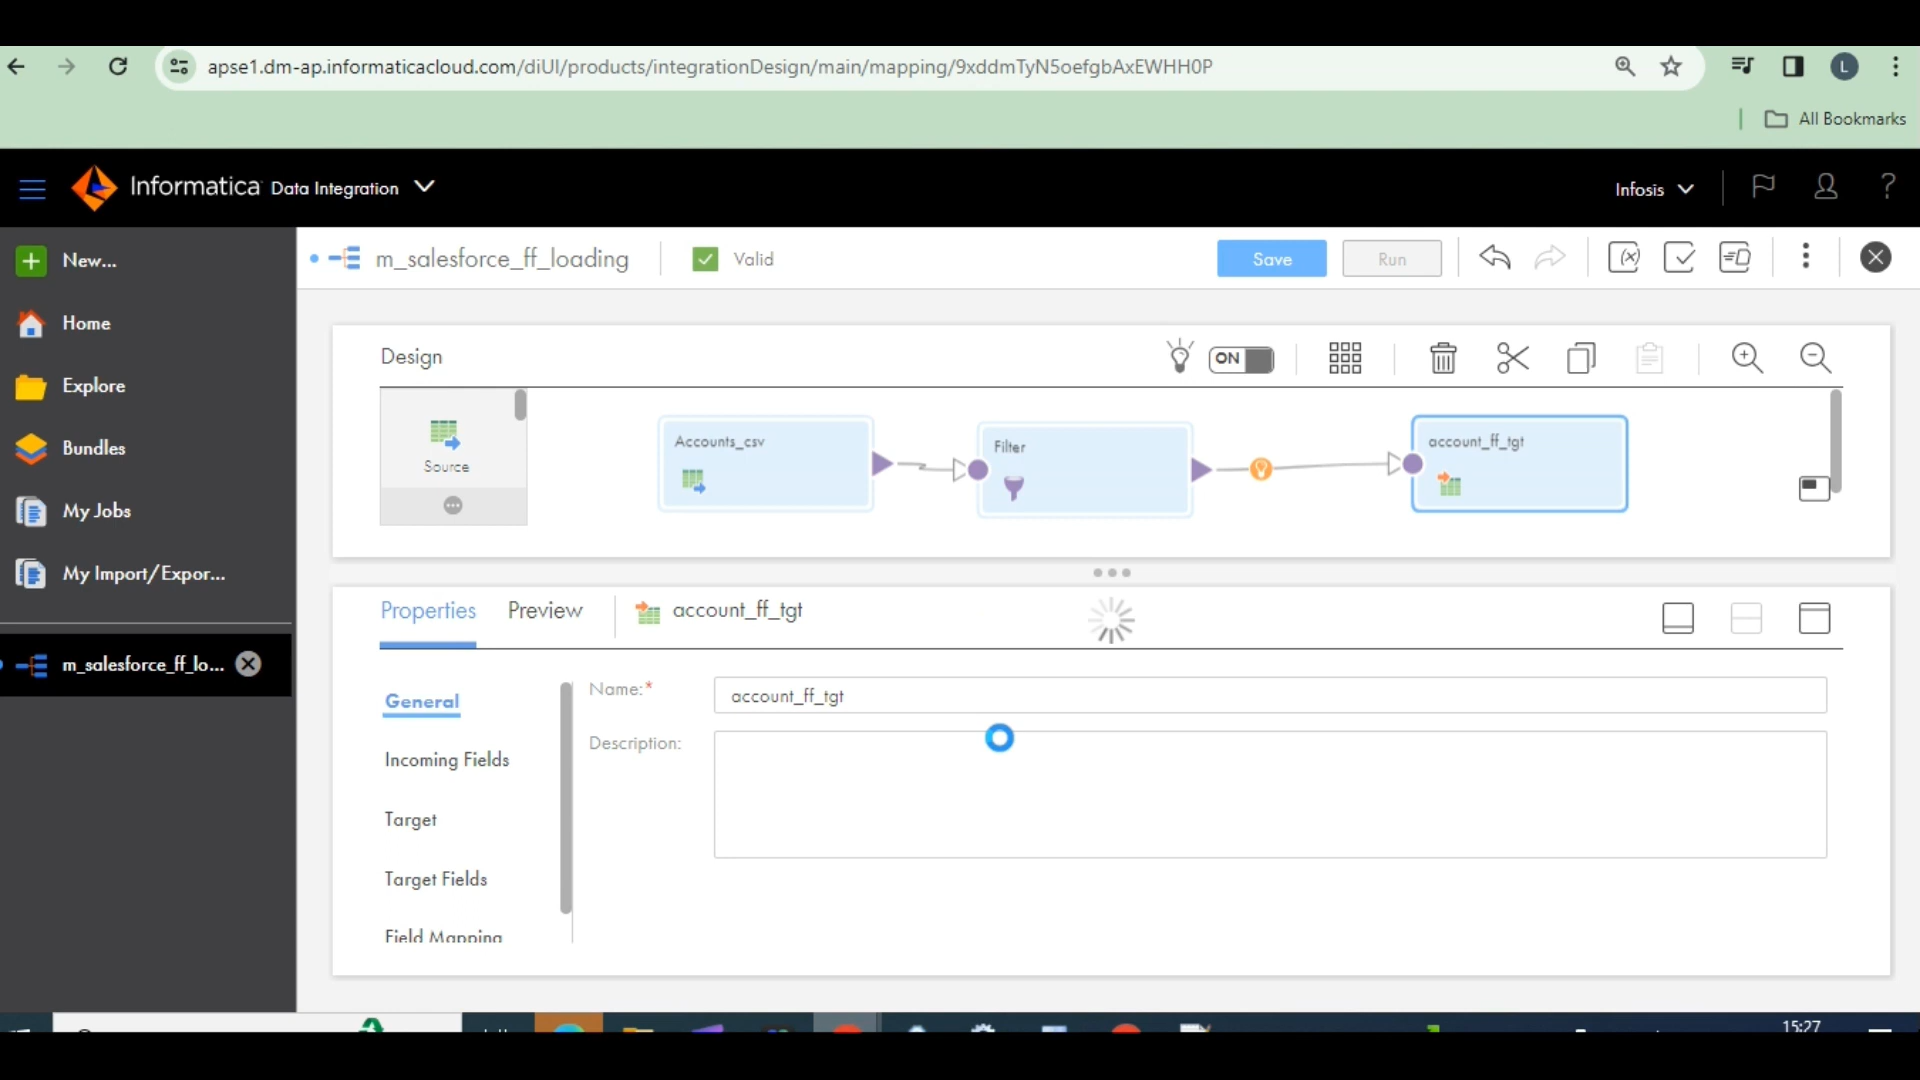 apse1.dm-ap.informaticacloud.com/diUI/products/integrationDesign/main/mapping/9xddmTyN5oefgbAxEWHH0P
L
All Bookmarks
Informatica Data Integration
Infosis
?
New...
m_salesforce_ff_loading
Valid
Save
Run
Home
Explore
Bundles
My Jobs
My Import/Expor...
m_salesforce_ff_lo...
Design
ON
Source
Accounts_csv
Filter
account_ff_tgt
Properties
Preview
account_ff_tgt
General
Incoming Fields
Target
Target Fields
Field Mapping
Name:*
account_ff_tgt
Description:
15:27